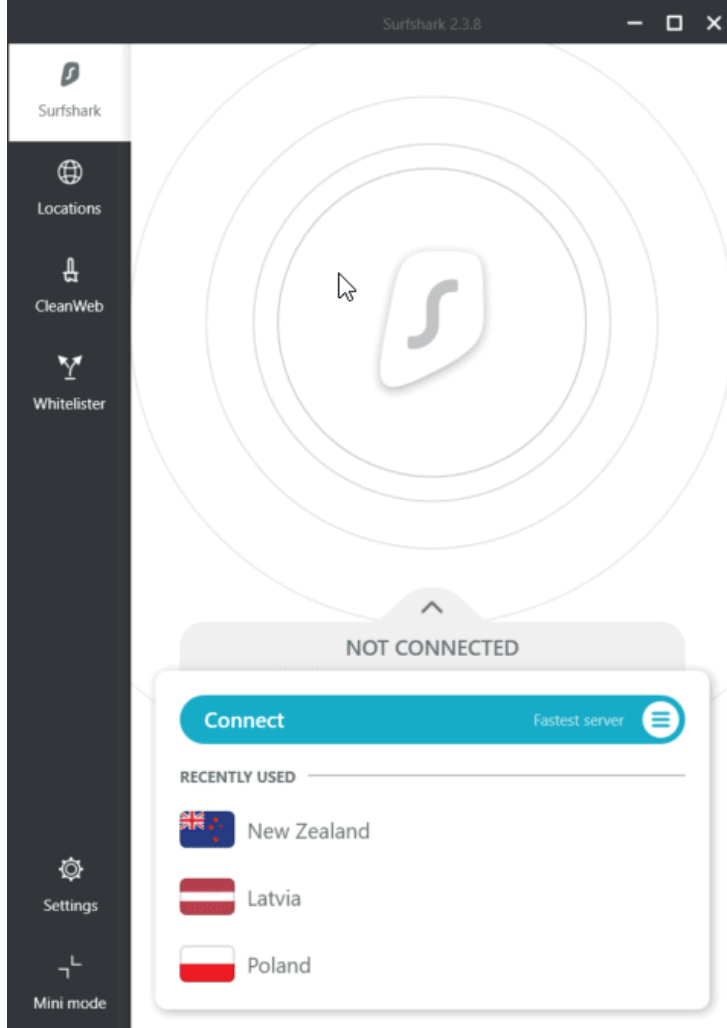 Surfshark 2.3.8
Surfshark
Locations
CleanWeb
Whitelister
Settings
Mini mode
NOT CONNECTED
Connect
Fastest server
RECENTLY USED
New Zealand
Latvia
Poland